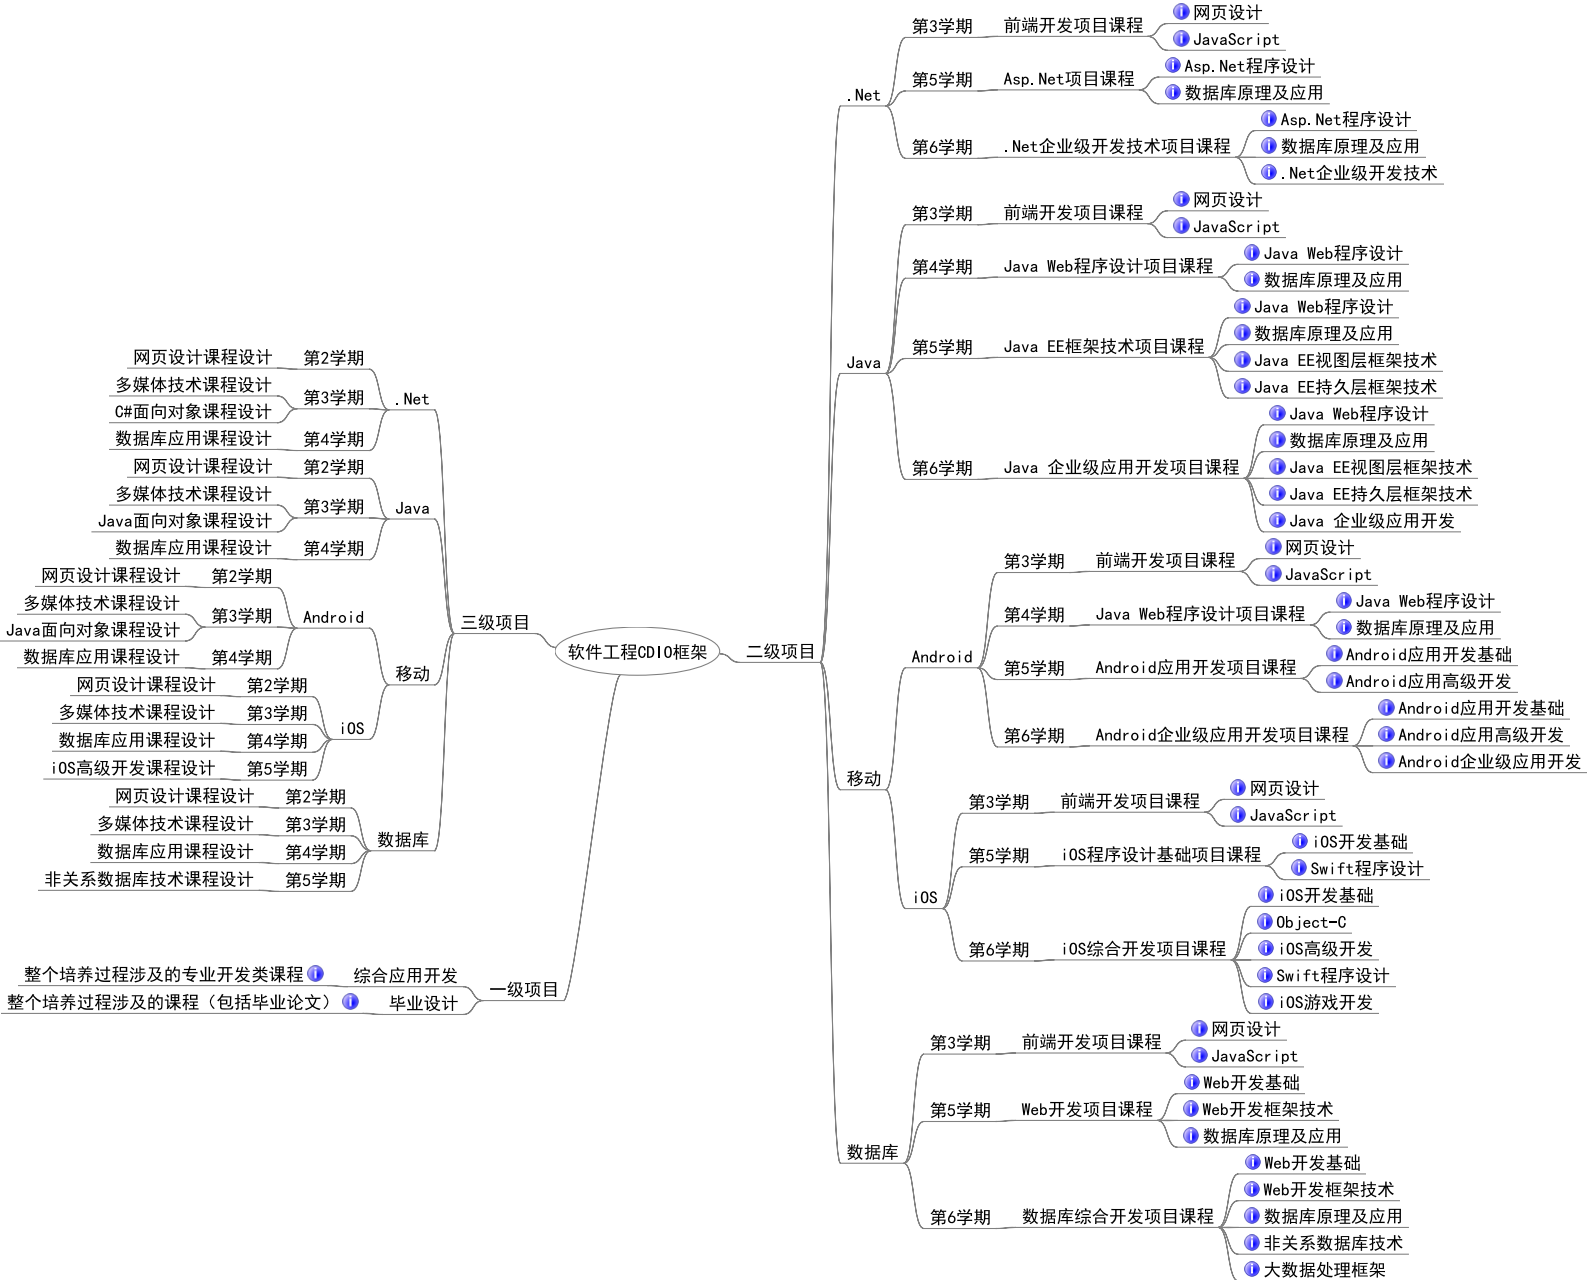 软件工程CDIO框架
三级项目
.Net
第2学期
网页设计课程设计
第3学期
多媒体技术课程设计
C#面向对象课程设计
第4学期
数据库应用课程设计
Java
第2学期
网页设计课程设计
第3学期
多媒体技术课程设计
Java面向对象课程设计
第4学期
数据库应用课程设计
移动
Android
第2学期
网页设计课程设计
第3学期
多媒体技术课程设计
Java面向对象课程设计
第4学期
数据库应用课程设计
iOS
第2学期
网页设计课程设计
第3学期
多媒体技术课程设计
第4学期
数据库应用课程设计
第5学期
iOS高级开发课程设计
数据库
第2学期
网页设计课程设计
第3学期
多媒体技术课程设计
第4学期
数据库应用课程设计
第5学期
非关系数据库技术课程设计
一级项目
综合应用开发
整个培养过程涉及的专业开发类课程
毕业设计
整个培养过程涉及的课程（包括毕业论文）
二级项目
.Net
第3学期
前端开发项目课程
网页设计
JavaScript
第5学期
Asp.Net项目课程
Asp.Net程序设计
数据库原理及应用
第6学期
.Net企业级开发技术项目课程
Asp.Net程序设计
数据库原理及应用
.Net企业级开发技术
Java
第3学期
前端开发项目课程
网页设计
JavaScript
第4学期
Java Web程序设计项目课程
Java Web程序设计
数据库原理及应用
第5学期
Java EE框架技术项目课程
Java Web程序设计
数据库原理及应用
Java EE视图层框架技术
Java EE持久层框架技术
第6学期
Java 企业级应用开发项目课程
Java Web程序设计
数据库原理及应用
Java EE视图层框架技术
Java EE持久层框架技术
Java 企业级应用开发
移动
Android
第3学期
前端开发项目课程
网页设计
JavaScript
第4学期
Java Web程序设计项目课程
Java Web程序设计
数据库原理及应用
第5学期
Android应用开发项目课程
Android应用开发基础
Android应用高级开发
第6学期
Android企业级应用开发项目课程
Android应用开发基础
Android应用高级开发
Android企业级应用开发
iOS
第3学期
前端开发项目课程
网页设计
JavaScript
第5学期
iOS程序设计基础项目课程
iOS开发基础
Swift程序设计
第6学期
iOS综合开发项目课程
iOS开发基础
Object-C
iOS高级开发
Swift程序设计
iOS游戏开发
数据库
第3学期
前端开发项目课程
网页设计
JavaScript
第5学期
Web开发项目课程
Web开发基础
Web开发框架技术
数据库原理及应用
第6学期
数据库综合开发项目课程
Web开发基础
Web开发框架技术
数据库原理及应用
非关系数据库技术
大数据处理框架